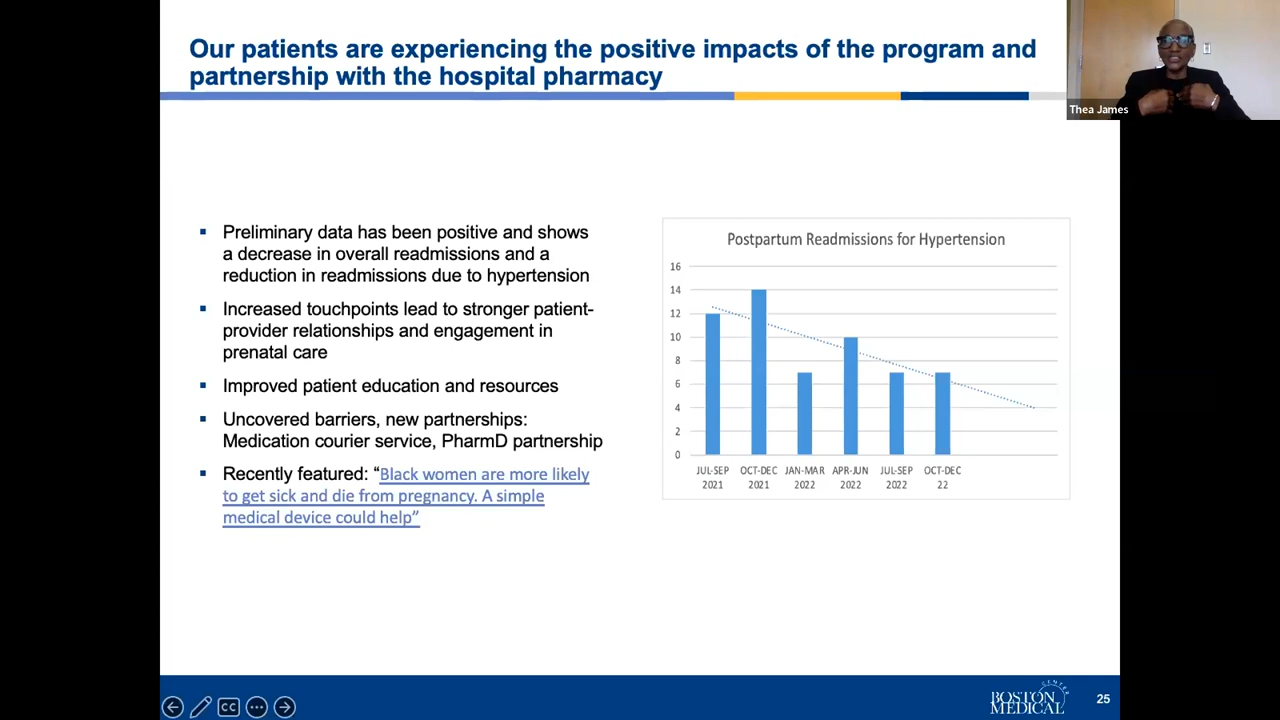 Our patients are experiencing the positive impacts of the program and
partnership with the hospital pharmacy
Thea James
▪ Preliminary data has been positive and shows
a decrease in overall readmissions and a
reduction in readmissions due to hypertension
▪ Increased touchpoints lead to stronger patient-
provider relationships and engagement in
prenatal care
▪ Improved patient education and resources
▪ Uncovered barriers, new partnerships:
Medication courier service, PharmD partnership
▪ Recently featured: “Black women are more likely
to get sick and die from pregnancy. A simple
medical device could help”
Postpartum Readmissions for Hypertension
16
14
12
10
8
6
4
2
0
JUL-SEP OCT-DEC JAN-MAR APR-JUN JUL-SEP OCT-DEC
2021 2021 2022 2022 2022 22
CC
BOSTON
MEDICAL
CENTER
25